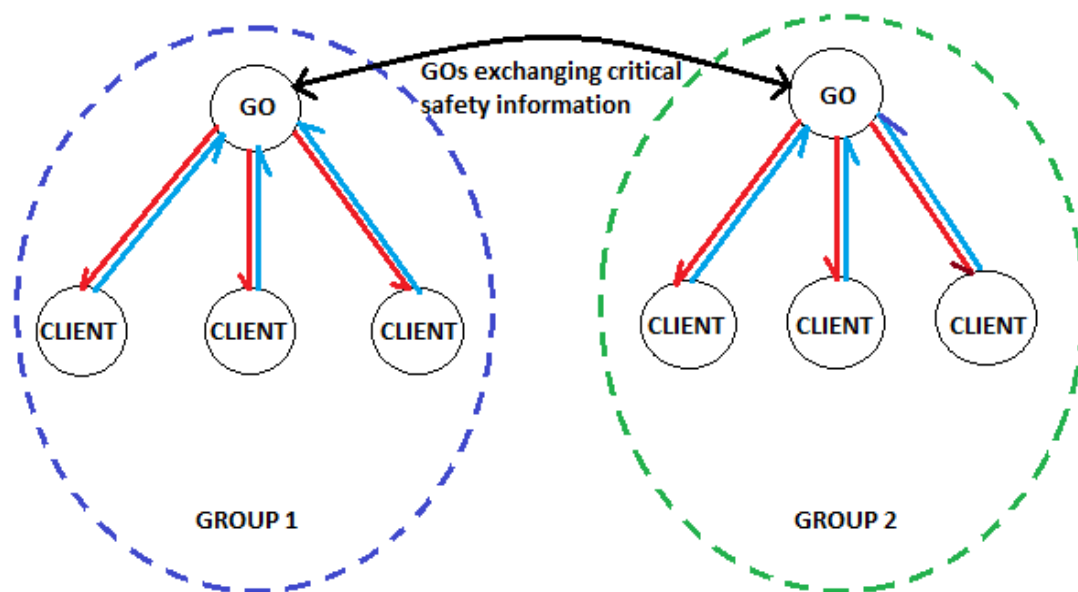 GO
GOs exchanging critical
safety information
GO
CLIENT
CLIENT
CLIENT
CLIENT
CLIENT
CLIENT
GROUP 1
GROUP 2